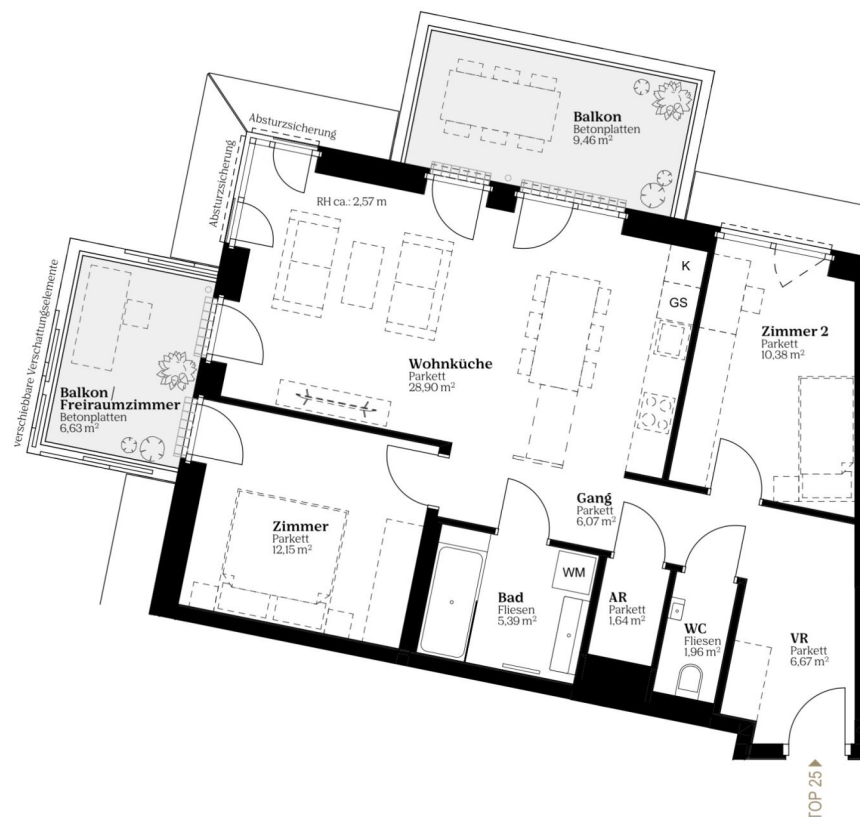 Balkon
Betonplatten
9,46 m²
Absturzsicherung
Absturzsicherung
RH ca.: 2,57 m
K
GS
Zimmer 2
Parkett
10,38 m²
Wohnküche
Parkett
28,90 m²
verschiebbare Verschattungselemente
Balkon/
Freiraumzimmer
Betonplatten
6,63 m²
Gang
Parkett
6,07 m²
Zimmer
Parkett
12,15 m²
WM
Bad
Fliesen
5,39 m²
AR
Parkett
1,64 m²
WC
Fliesen
1,96 m²
VR
Parkett
6,67 m²
TOP 25